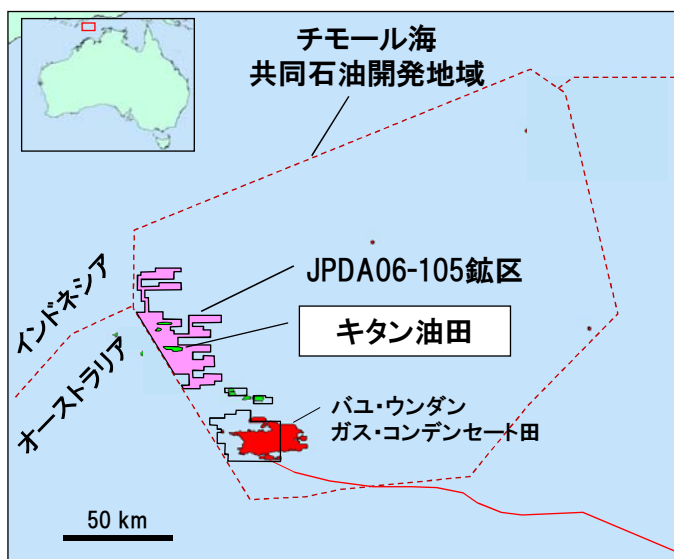 チモール海
共同石油開発地域
JPDA06-105鉱区
キタン油田
インドネシア
オーストラリア
バユ・ウンダン
ガス・コンデンセート田
50 km